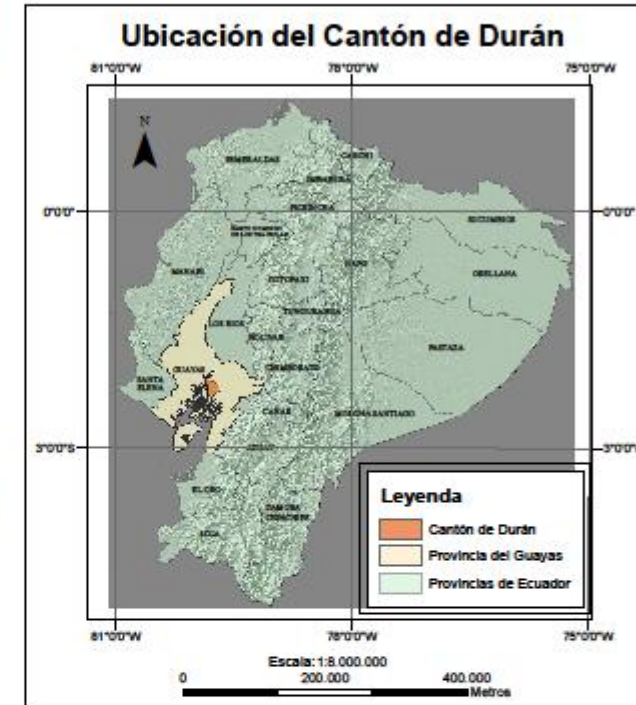 Ubicación del Cantón de Durán
81°0'0"W
78°0'0"W
75°0'0"W
N
ESMERALDAS
CARCHI
IMBABURA
PICHINCHA
0°0'0"
0°0'0"
SUCUMBIOS
MANABI
NAPO
ORELLANA
COTOPAXI
TUNGURAHUA
LOS RIOS
BOLIVAR
PASTAZA
GUAYAS
CHIMBORAZO
SANTA
ELENA
CAÑAR
MORONA SANTIAGO
3°0'0"S
3°0'0"S
EL ORO
ZAMORA
CHINCHIPE
LOJA
Leyenda
Cantón de Durán
Provincia del Guayas
Provincias de Ecuador
81°0'0"W
78°0'0"W
75°0'0"W
Escala: 1:8.000.000
0
200.000
400.000
Metros